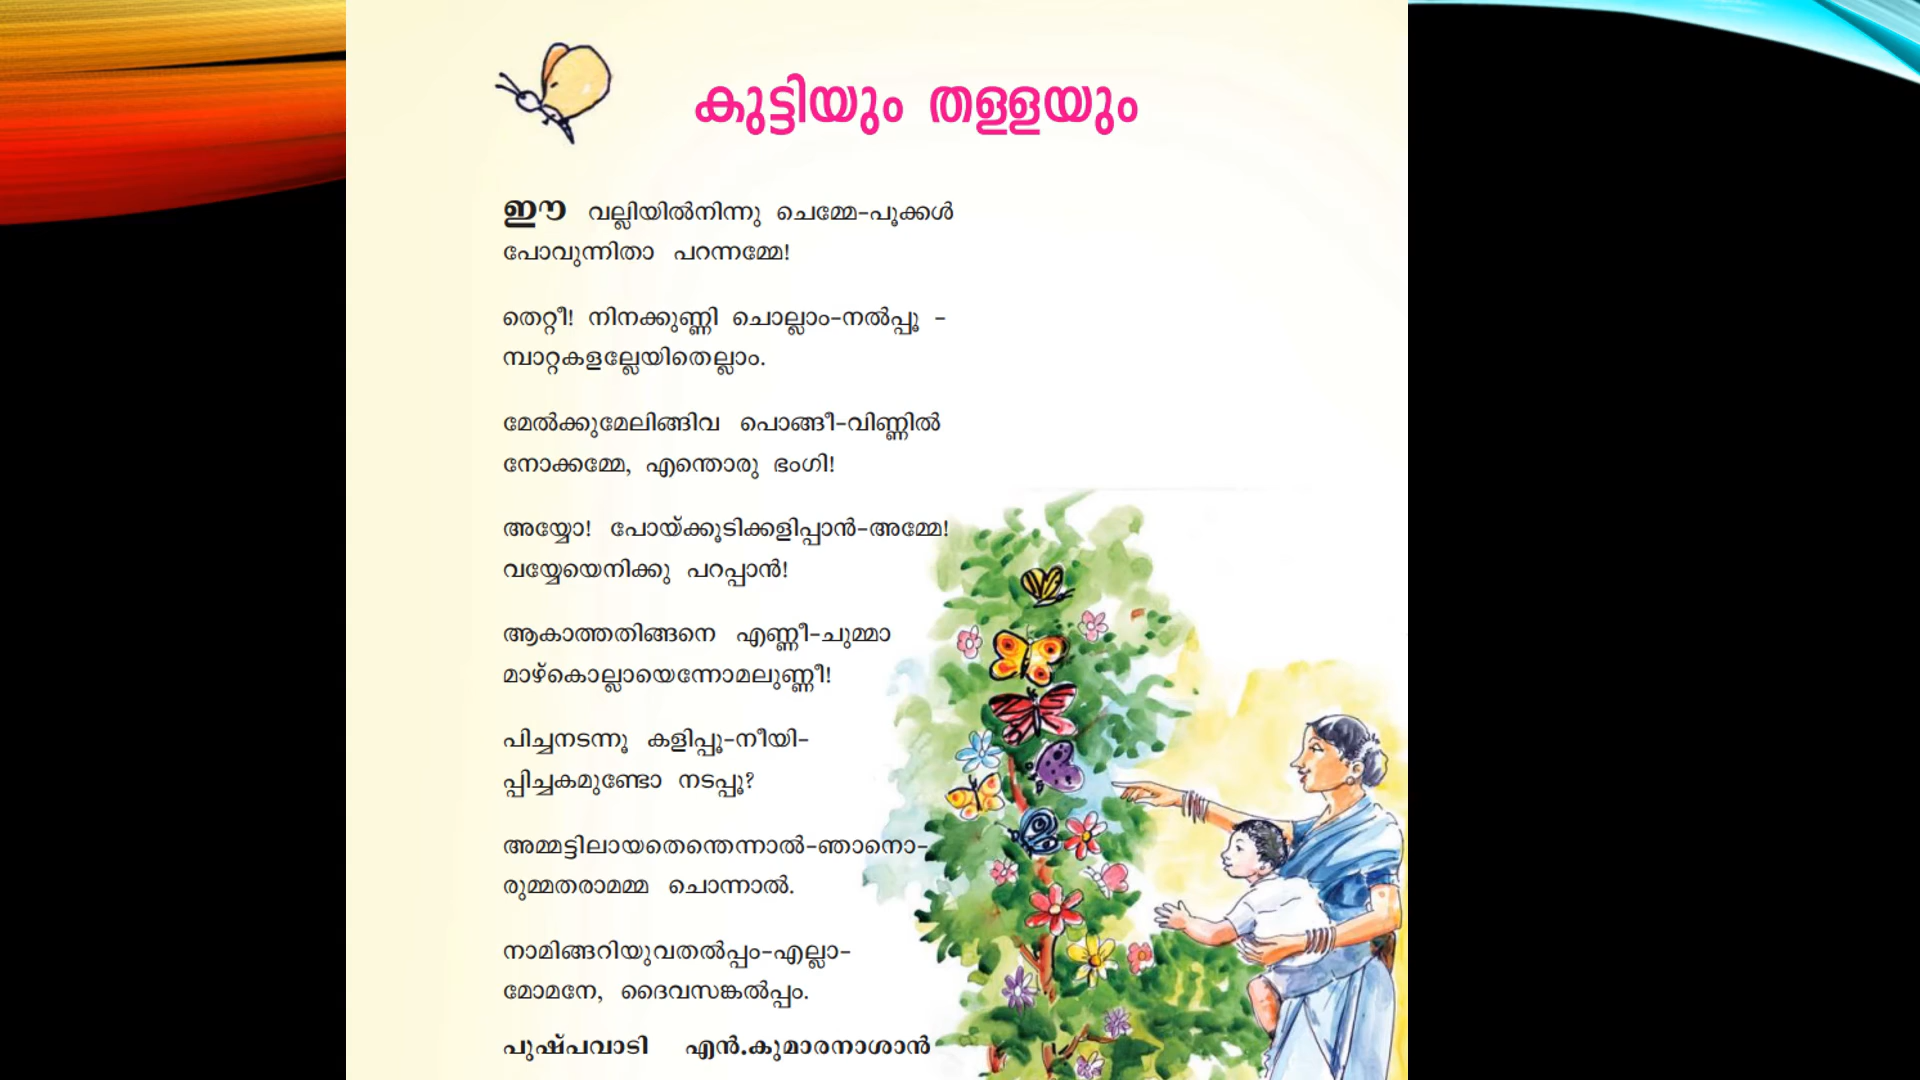 കുട്ടിയും തള്ളയും
ഈ വല്ലിയിൽനിന്നു ചെമ്മേ-പൂക്കൾ
പോവുന്നിതാ പറന്നമ്മേ!
തെറ്റീ! നിനക്കുണ്ണി ചൊല്ലാം-നൽപ്പൂ -
മ്പാറ്റകളല്ലേയിതെല്ലാം.
മേൽക്കുമേലിങ്ങിവ പൊങ്ങീ-വിണ്ണിൽ
നോക്കമ്മേ, എന്തൊരു ഭംഗി!
അയ്യോ! പോയ്ക്കൂടിക്കളിപ്പാൻ-അമ്മേ!
വയ്യേയെനിക്കു പറപ്പാൻ!
ആകാത്തതിങ്ങനെ എണ്ണീ-ചുമ്മാ
മാഴ്കൊല്ലായെന്നോമലുണ്ണീ!
പിച്ചനടന്നൂ കളിപ്പൂ-നീയി-
പ്പിച്ചകമുണ്ടോ നടപ്പൂ?
അമ്മട്ടിലായതെന്തെന്നാൽ-ഞാനൊ-
രുമ്മതരാമമ്മ ചൊന്നാൽ.
നാമിങ്ങറിയുവതൽപ്പം-എല്ലാ-
മോമനേ, ദൈവസങ്കൽപ്പം.
പുഷ്പവാടി എൻ.കുമാരനാശാൻ